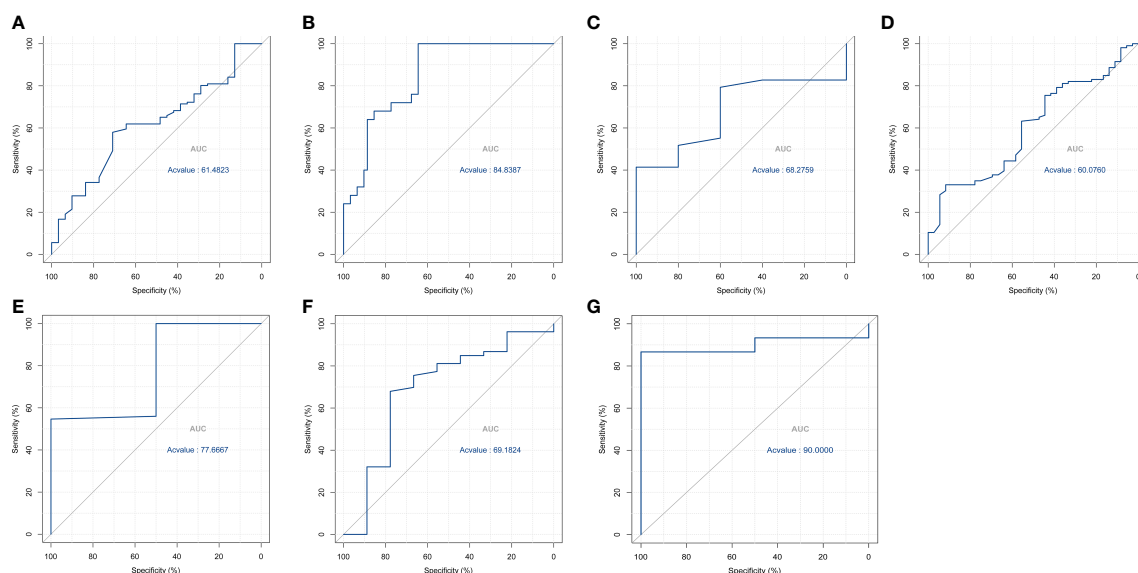 A
B
C
D
100
80
60
40
20
0
Sensitivity (%)
AUC
Acvalue : 61.4823
100 80 60 40 20 0
Specificity (%)
100
80
60
40
20
0
Sensitivity (%)
AUC
Acvalue : 84.8387
100 80 60 40 20 0
Specificity (%)
100
80
60
40
20
0
Sensitivity (%)
AUC
Acvalue : 68.2759
100 80 60 40 20 0
Specificity (%)
100
80
60
40
20
0
Sensitivity (%)
AUC
Acvalue : 60.0760
100 80 60 40 20 0
Specificity (%)
E
F
G
100
80
60
40
20
0
Sensitivity (%)
AUC
Acvalue : 77.6667
100 80 60 40 20 0
Specificity (%)
100
80
60
40
20
0
Sensitivity (%)
AUC
Acvalue : 69.1824
100 80 60 40 20 0
Specificity (%)
100
80
60
40
20
0
Sensitivity (%)
AUC
Acvalue : 90.0000
100 80 60 40 20 0
Specificity (%)